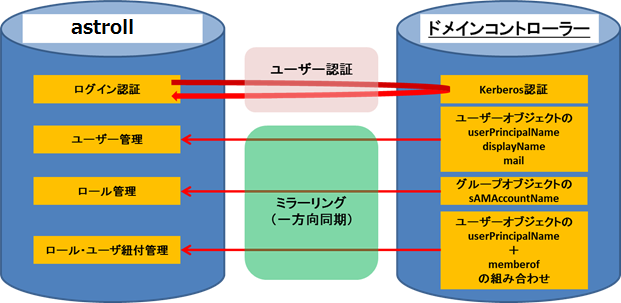 astroll
ドメインコントローラー
ユーザー認証
ログイン認証
Kerberos認証
ユーザー管理
ユーザーオブジェクトの
userPrincipalName
displayName
mail
ロール管理
グループオブジェクトの
sAMAccountName
ミラーリング
（一方向同期）
ロール・ユーザ紐付管理
ユーザーオブジェクトの
userPrincipalName
＋
memberof
の組み合わせ